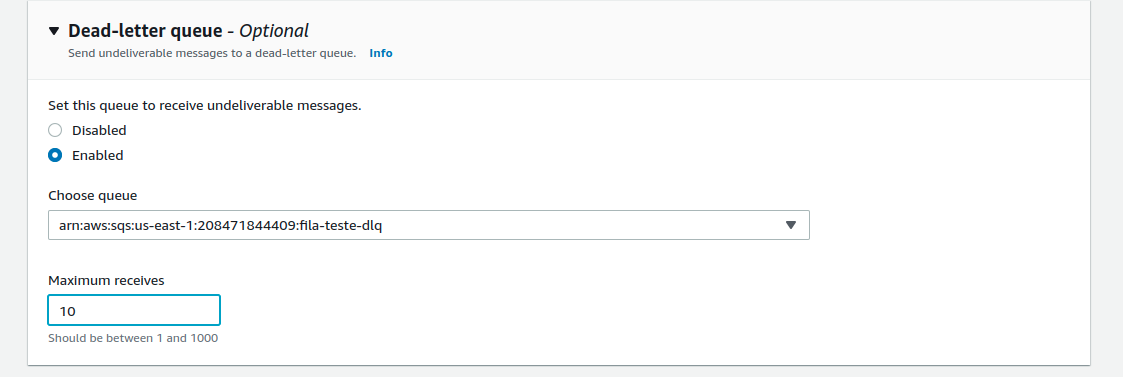 Dead-letter queue - Optional
Send undeliverable messages to a dead-letter queue. Info
Set this queue to receive undeliverable messages.
Disabled
Enabled
Choose queue
arn:aws:sqs:us-east-1:208471844409:fila-teste-dlq
Maximum receives
10
Should be between 1 and 1000